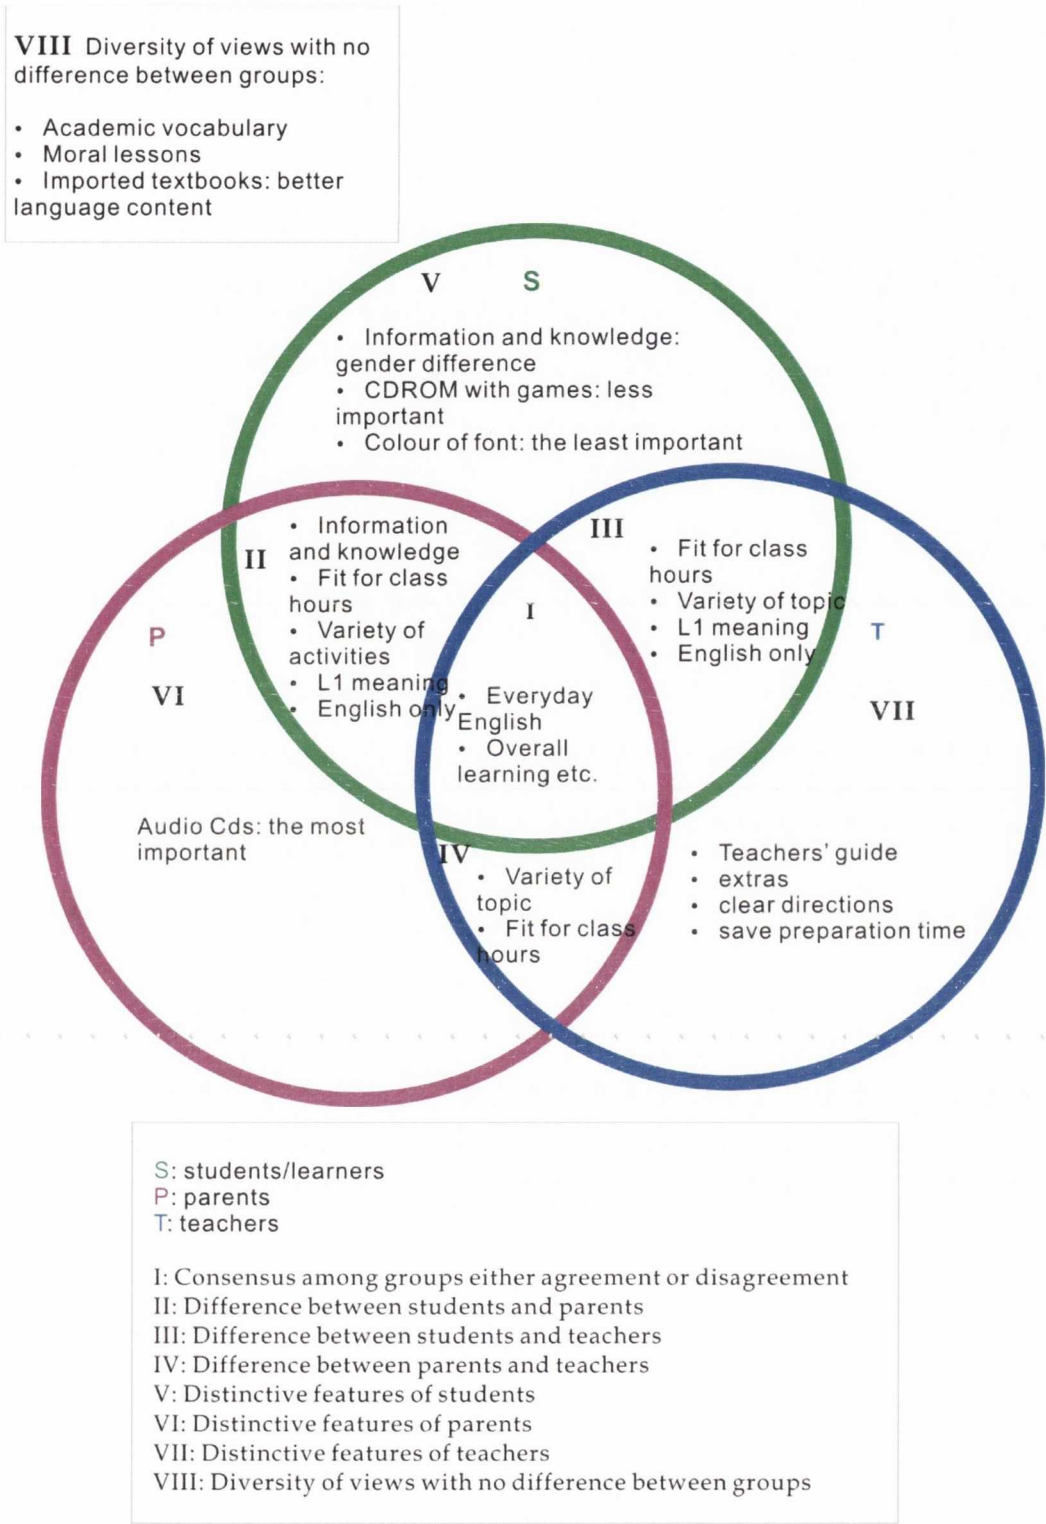 VIII Diversity of views with no
difference between groups:
• Academic vocabulary
• Moral lessons
• Imported textbooks: better
language content
V
S
• Information and knowledge:
gender difference
• CDROM with games: less
important
• Colour of font: the least important
II
• Information
and knowledge
• Fit for class
hours
• Variety of
activities
• L1 meaning
• English only
III
• Fit for class
hours
• Variety of topic
• L1 meaning
• English only
I
• Everyday
English
• Overall
learning etc.
P
VI
Audio Cds: the most
important
T
VII
• Teachers' guide
• extras
• clear directions
• save preparation time
IV
• Variety of
topic
• Fit for class
hours
S: students/learners
P: parents
T: teachers
I: Consensus among groups either agreement or disagreement
II: Difference between students and parents
III: Difference between students and teachers
IV: Difference between parents and teachers
V: Distinctive features of students
VI: Distinctive features of parents
VII: Distinctive features of teachers
VIII: Diversity of views with no difference between groups